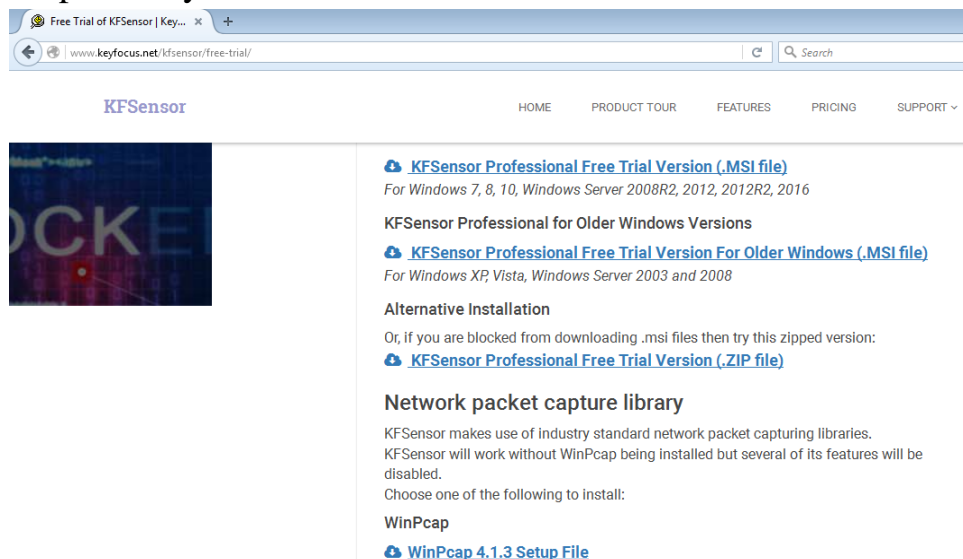 Free Trial of KFSensor | Key...
www.keyfocus.net/kfsensor/free-trial/
Search
KFSensor
HOME PRODUCT TOUR FEATURES PRICING SUPPORT
OCKE
KFSensor Professional Free Trial Version (.MSI file)
For Windows 7, 8, 10, Windows Server 2008R2, 2012, 2012R2, 2016
KFSensor Professional for Older Windows Versions
KFSensor Professional Free Trial Version For Older Windows (.MSI file)
For Windows XP, Vista, Windows Server 2003 and 2008
Alternative Installation
Or, if you are blocked from downloading .msi files then try this zipped version:
KFSensor Professional Free Trial Version (.ZIP file)
Network packet capture library
KFSensor makes use of industry standard network packet capturing libraries.
KFSensor will work without WinPcap being installed but several of its features will be
disabled.
Choose one of the following to install:
WinPcap
WinPcap 4.1.3 Setup File